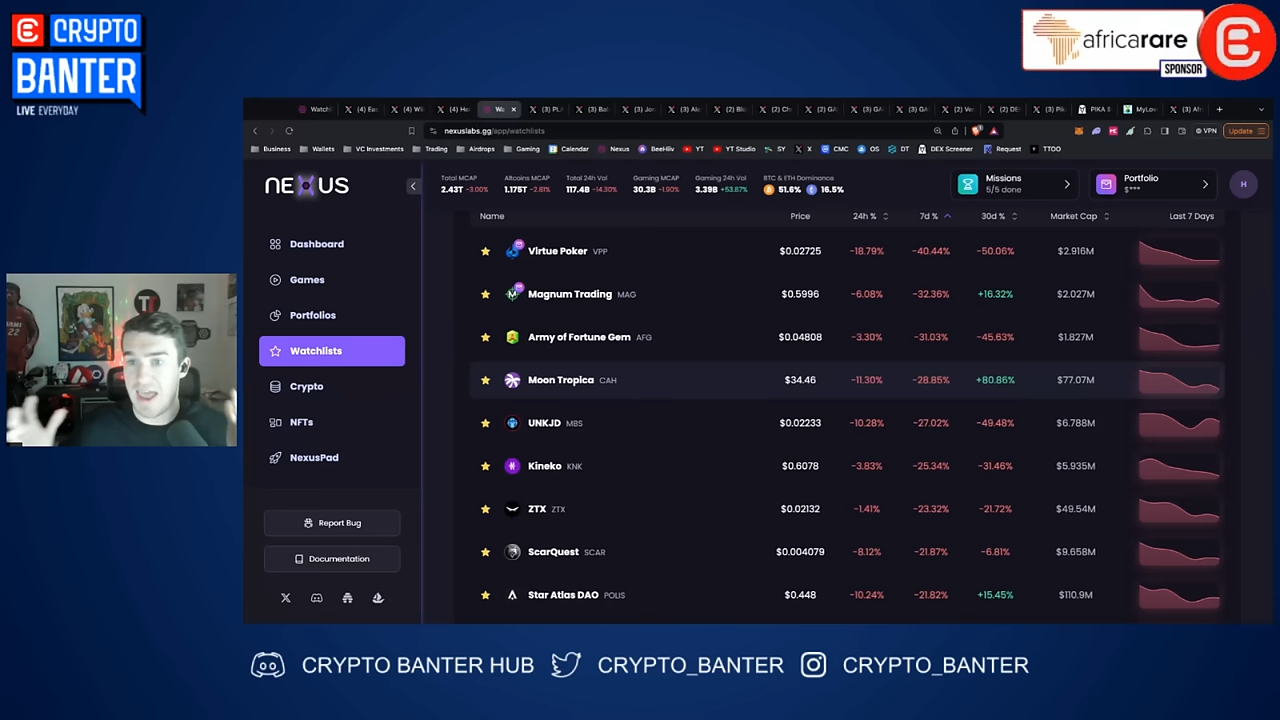 CRYPTO
BANTER
LIVE EVERYDAY
africarare
SPONSOR
nexuslabs.gg/app/watchlists
VPN
Update
Business
Wallets
VC Investments
Trading
Airdrops
Gaming
Calendar
Nexus
BeeHiiv
YT
YT Studio
SY
X
CMC
OS
DT
DEX Screener
Request
TTDO
NEXUS
Total MCAP
2.43T -3.00%
Altcoins MCAP
1.175T -2.81%
Total 24h Vol
117.4B -14.30%
Gaming MCAP
30.3B -1.90%
Gaming 24h Vol
3.39B +53.87%
BTC & ETH Dominance
51.6% 16.5%
Missions
5/5 done
Portfolio
$***
H
Dashboard
Games
Portfolios
Watchlists
Crypto
NFTs
NexusPad
Report Bug
Documentation
Name Price 24h % 7d % 30d % Market Cap Last 7 Days
Virtue Poker VPP $0.02725 -18.79% -40.44% -50.06% $2.916M
Magnum Trading MAG $0.5996 -6.08% -32.36% +16.32% $2.027M
Army of Fortune Gem AFG $0.04808 -3.30% -31.03% -45.63% $1.827M
Moon Tropica CAH $34.46 -11.30% -28.85% +80.86% $77.07M
UNKJD MBS $0.02233 -10.28% -27.02% -49.48% $6.788M
Kineko KNK $0.6078 -3.83% -25.34% -31.46% $5.935M
ZTX ZTX $0.02132 -1.41% -23.32% -21.72% $49.54M
ScarQuest SCAR $0.004079 -8.12% -21.87% -6.81% $9.658M
Star Atlas DAO POLIS $0.448 -10.24% -21.82% +15.45% $110.9M
CRYPTO BANTER HUB
CRYPTO_BANTER
CRYPTO_BANTER